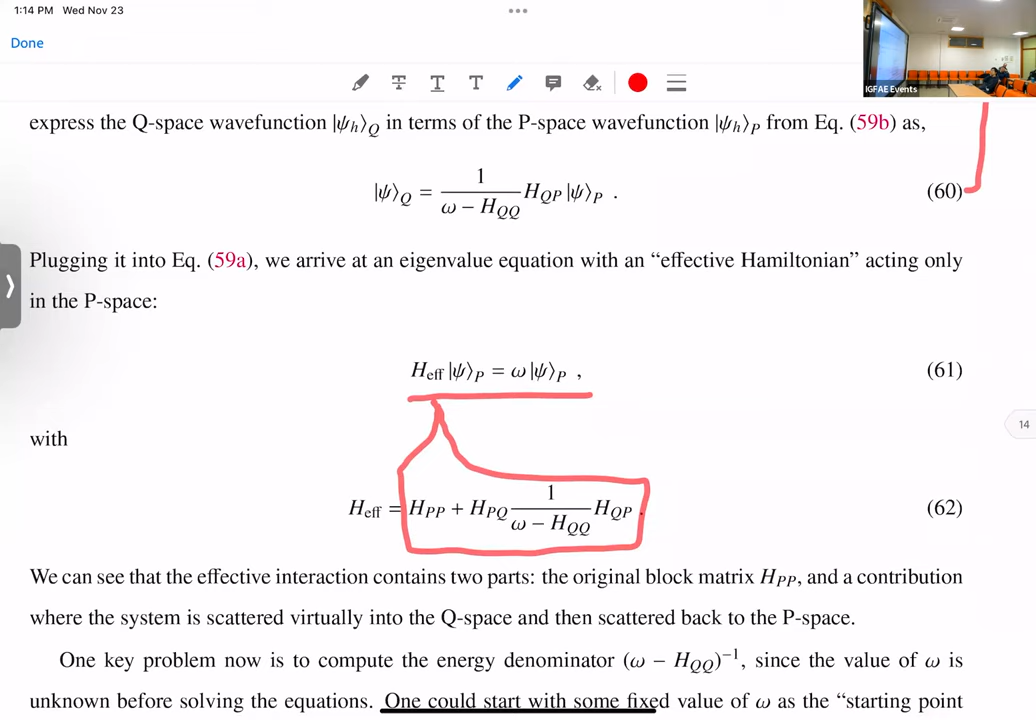 1:14 PM Wed Nov 23
Done
IGFAE Events
express the Q-space wavefunction |ψ_h⟩_Q in terms of the P-space wavefunction |ψ_h⟩_P from Eq. (59b) as,
|ψ⟩_Q = 1/(ω − H_QQ) H_QP |ψ⟩_P . (60)
Plugging it into Eq. (59a), we arrive at an eigenvalue equation with an “effective Hamiltonian” acting only
in the P-space:
H_eff |ψ⟩_P = ω |ψ⟩_P , (61)
14
with
H_eff = H_PP + H_PQ 1/(ω − H_QQ) H_QP . (62)
We can see that the effective interaction contains two parts: the original block matrix H_PP, and a contribution
where the system is scattered virtually into the Q-space and then scattered back to the P-space.
One key problem now is to compute the energy denominator (ω − H_QQ)^−1, since the value of ω is
unknown before solving the equations. One could start with some fixed value of ω as the “starting point